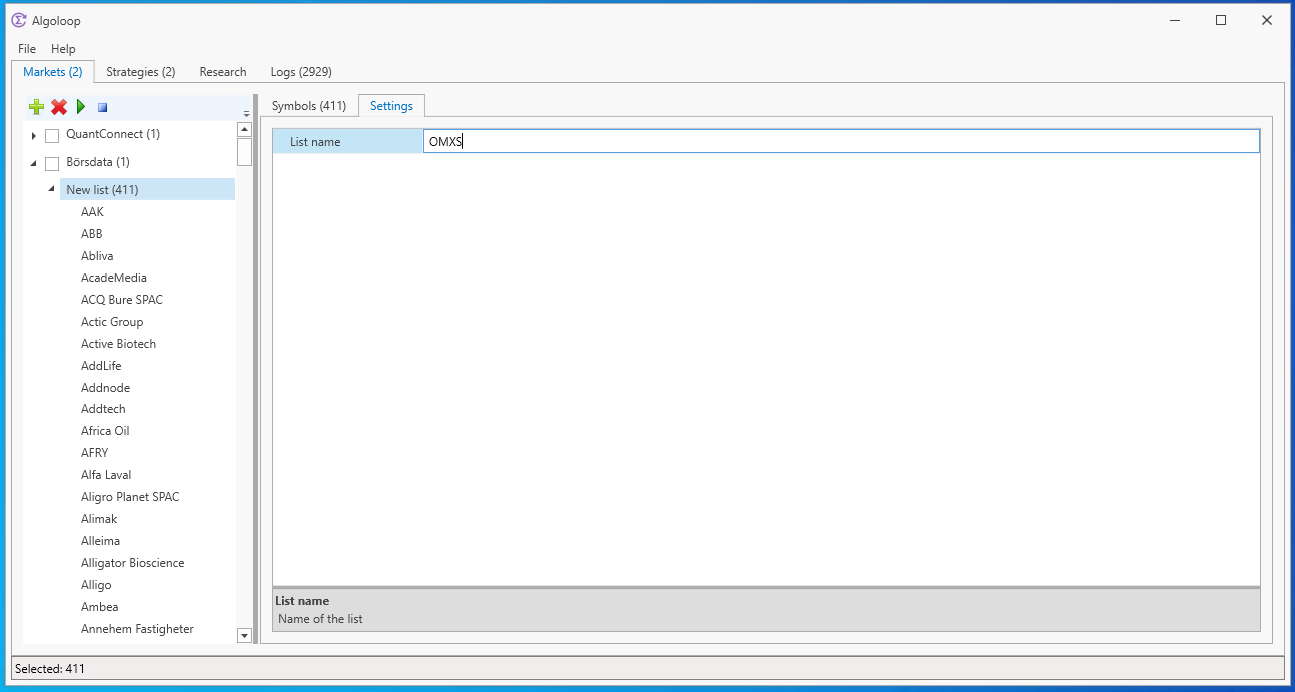 Algoloop
File Help
Markets (2) Strategies (2) Research Logs (2929)
Symbols (411) Settings
QuantConnect (1)
Börsdata (1)
New list (411)
AAK
ABB
Abliva
AcadeMedia
ACQ Bure SPAC
Actic Group
Active Biotech
AddLife
Addnode
Addtech
Africa Oil
AFRY
Alfa Laval
Aligro Planet SPAC
Alimak
Alleima
Alligator Bioscience
Alligo
Ambea
Annehem Fastigheter
List name OMXS
List name
Name of the list
Selected: 411